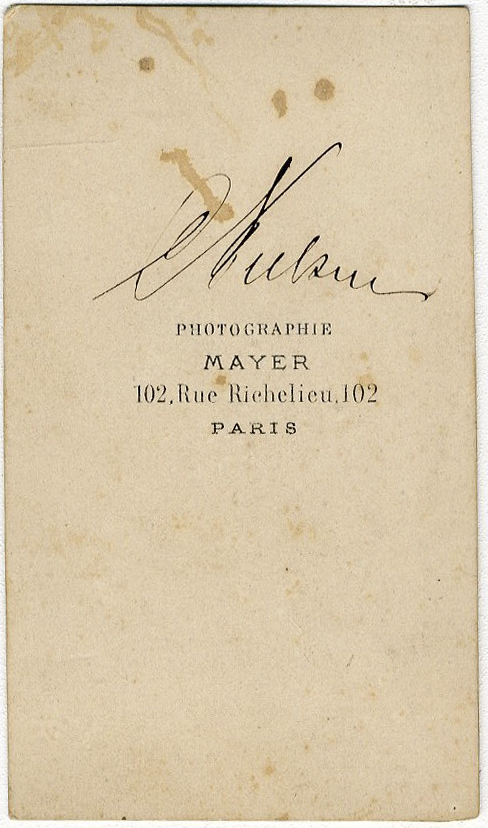 PHOTOGRAPHIE
MAYER
102, Rue Richelieu, 102
PARIS